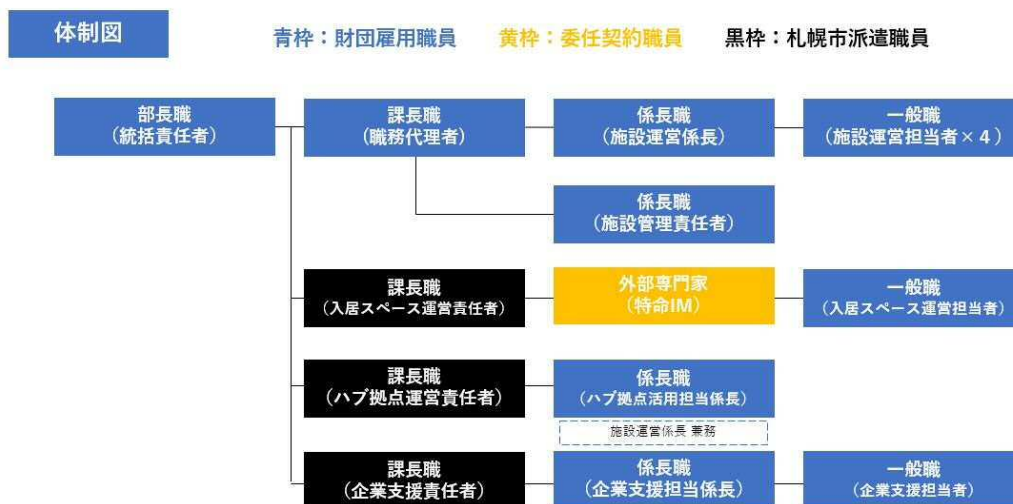 体制図
青枠：財団雇用職員 黄枠：委任契約職員 黒枠：札幌市派遣職員
部長職
（統括責任者）
課長職
（職務代理者）
係長職
（施設運営係長）
一般職
（施設運営担当者×４）
係長職
（施設管理責任者）
課長職
（入居スペース運営責任者）
外部専門家
（特命IM）
一般職
（入居スペース運営担当者）
課長職
（ハブ拠点運営責任者）
係長職
（ハブ拠点活用担当係長）
施設運営係長 兼務
課長職
（企業支援責任者）
係長職
（企業支援担当係長）
一般職
（企業支援担当者）